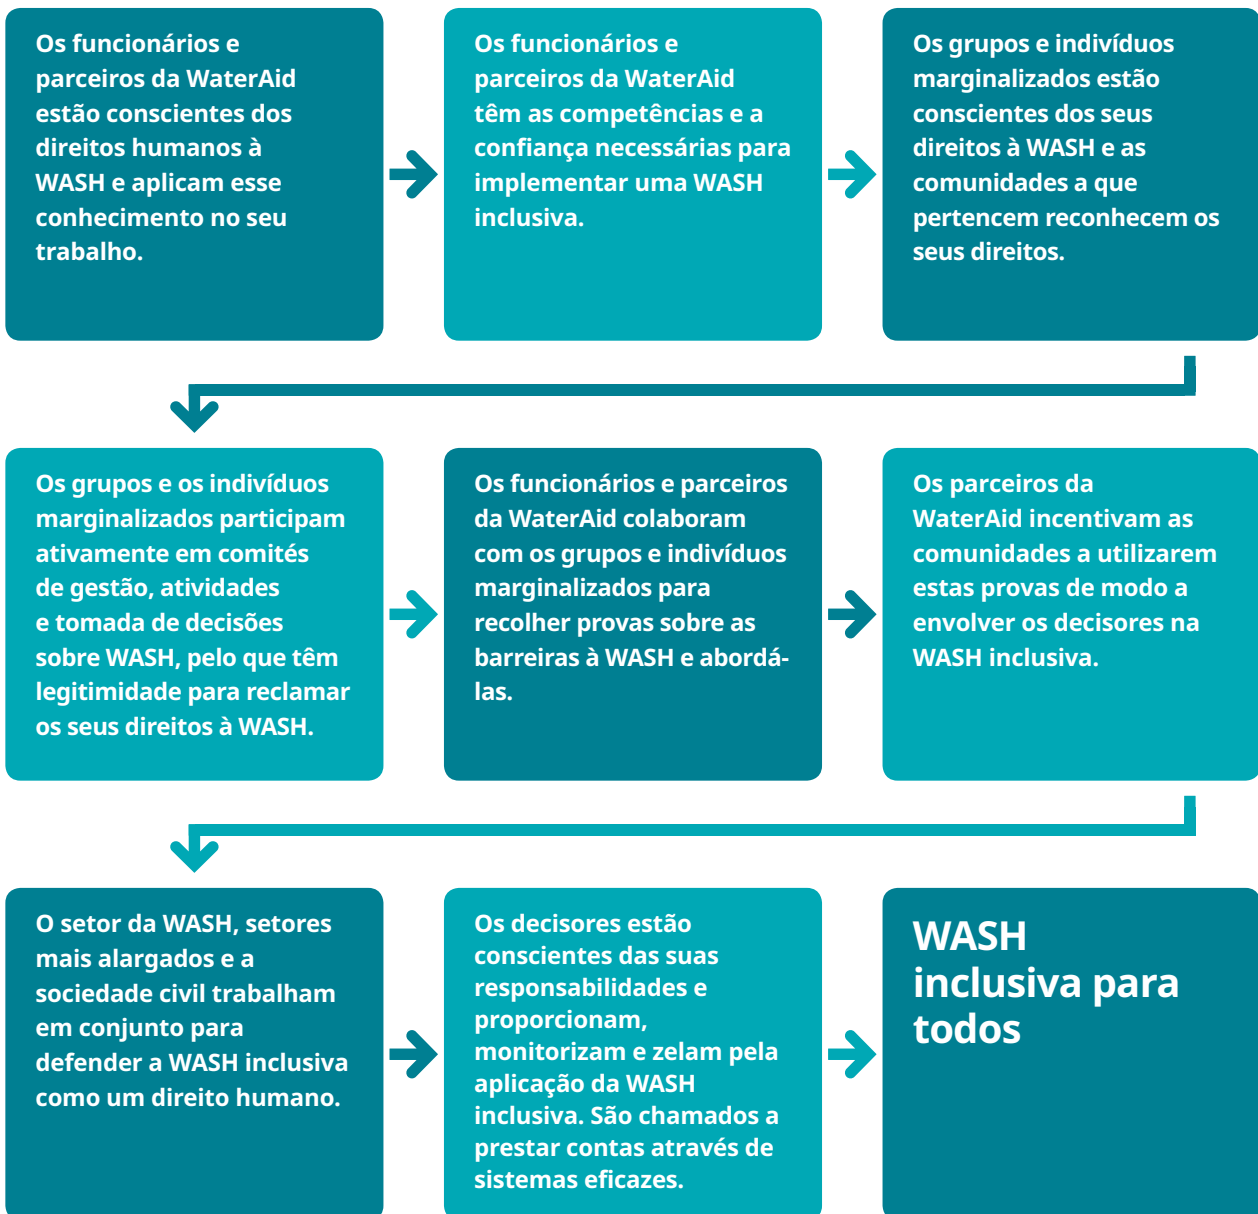 Os funcionários e
parceiros da WaterAid
estão conscientes dos
direitos humanos à
WASH e aplicam esse
conhecimento no seu
trabalho.
Os funcionários e
parceiros da WaterAid
têm as competências e a
confiança necessárias para
implementar uma WASH
inclusiva.
Os grupos e indivíduos
marginalizados estão
conscientes dos seus
direitos à WASH e as
comunidades a que
pertencem reconhecem os
seus direitos.
Os grupos e os indivíduos
marginalizados participam
ativamente em comités
de gestão, atividades
e tomada de decisões
sobre WASH, pelo que têm
legitimidade para reclamar
os seus direitos à WASH.
Os funcionários e parceiros
da WaterAid colaboram
com os grupos e indivíduos
marginalizados para
recolher provas sobre as
barreiras à WASH e abordá-
las.
Os parceiros da
WaterAid incentivam as
comunidades a utilizarem
estas provas de modo a
envolver os decisores na
WASH inclusiva.
O setor da WASH, setores
mais alargados e a
sociedade civil trabalham
em conjunto para
defender a WASH inclusiva
como um direito humano.
Os decisores estão
conscientes das suas
responsabilidades e
proporcionam,
monitorizam e zelam pela
aplicação da WASH
inclusiva. São chamados a
prestar contas através de
sistemas eficazes.
WASH
inclusiva para
todos